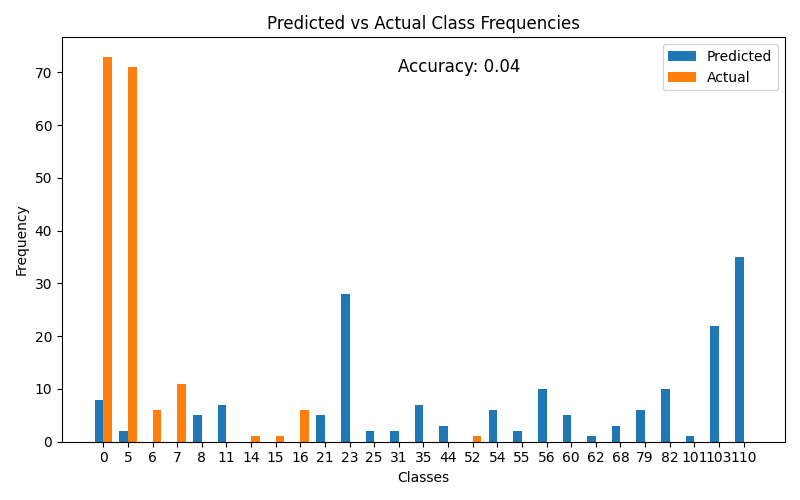 Predicted vs Actual Class Frequencies
Accuracy: 0.04
Predicted
Actual
Frequency
70
60
50
40
30
20
10
0
0 5 6 7 8 11 14 15 16 21 23 25 31 35 44 52 54 55 56 60 62 68 79 82 101 103 110
Classes